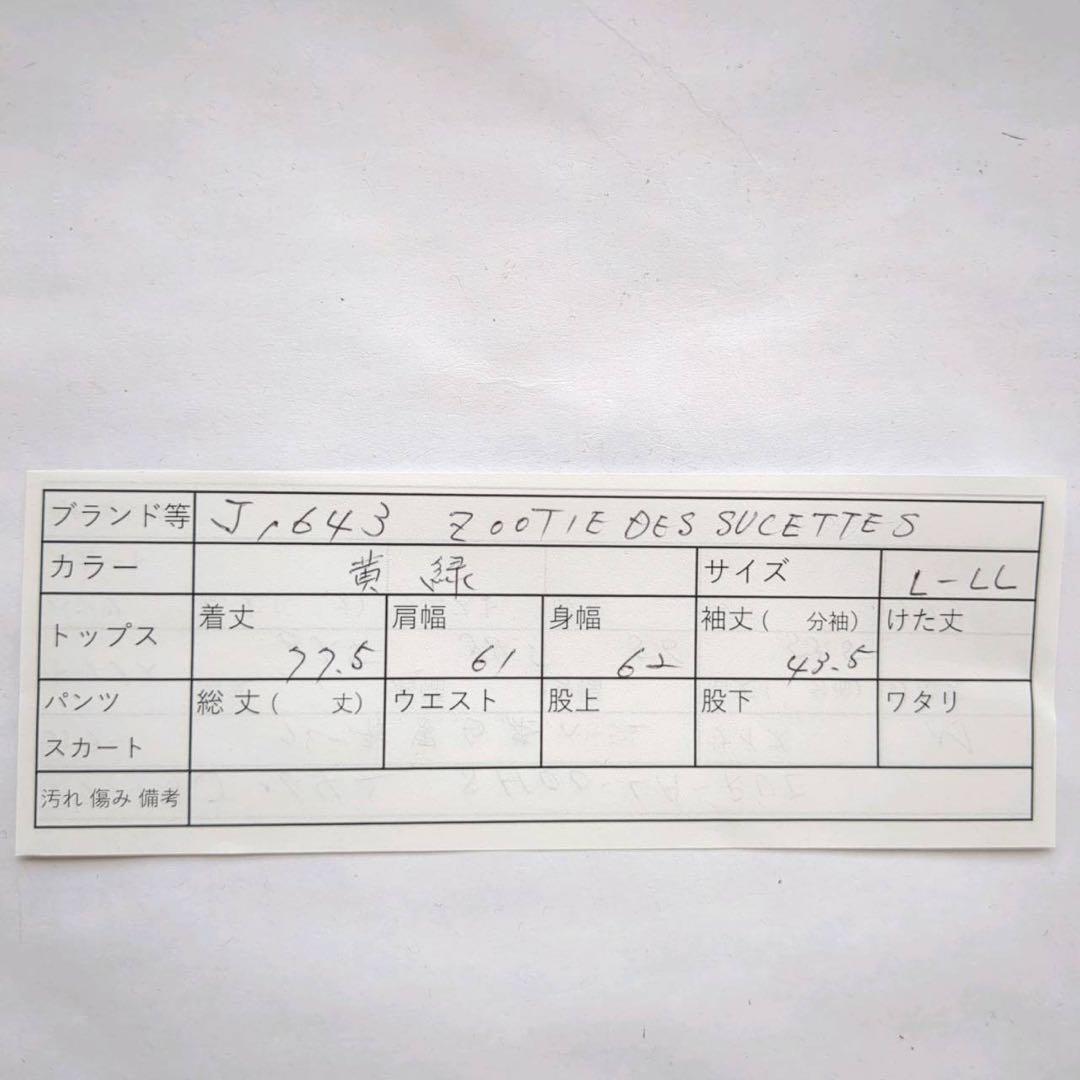 ブランド等 J,643 ZOOTIE DES SUCETTES
カラー 黄緑 サイズ L-LL
トップス 着丈 77.5 肩幅 61 身幅 62 袖丈( 分袖) 43.5 けた丈
パンツ スカート 総丈( 丈) ウエスト 股上 股下 ワタリ
汚れ 傷み 備考